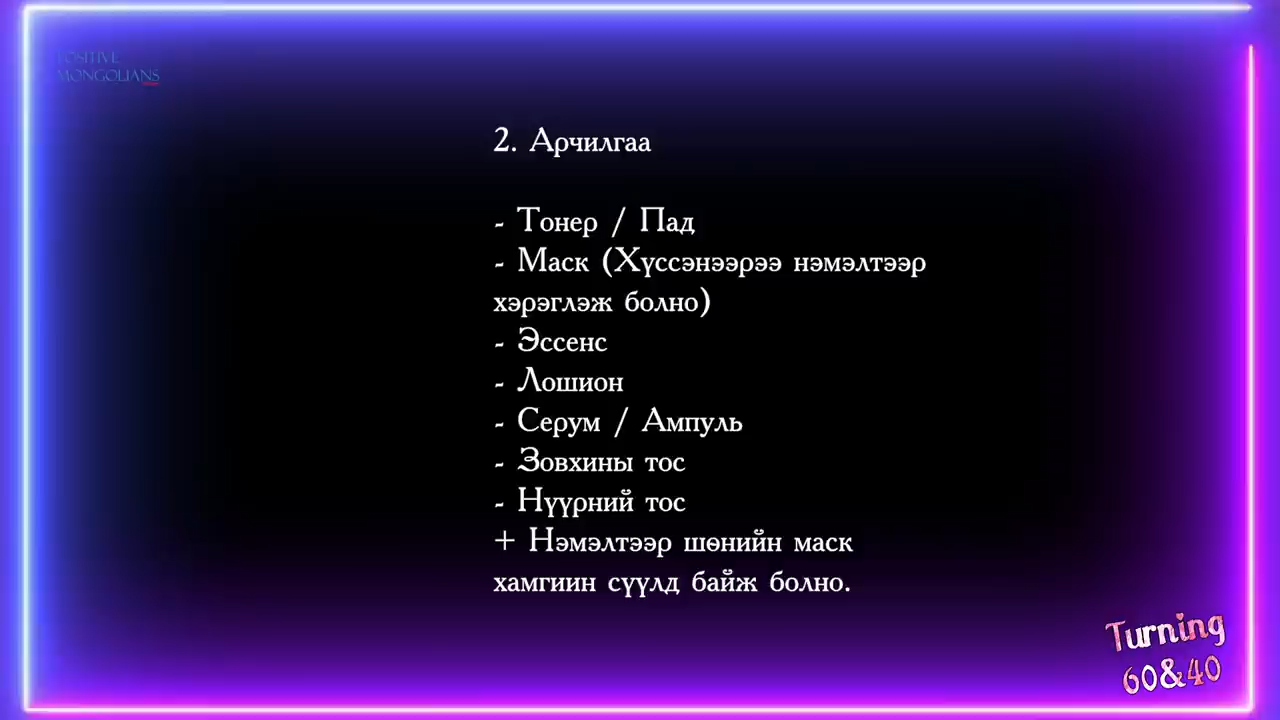 POSITIVE
MONGOLIANS
2. Арчилгаа
- Тонер / Пад
- Маск (Хүссэнээрээ нэмэлтээр
хэрэглэж болно)
- Эссенс
- Лошион
- Серум / Ампуль
- Зовхины тос
- Нүүрний тос
+ Нэмэлтээр шөнийн маск
хамгиин сүүлд байж болно.
Turning
60&40